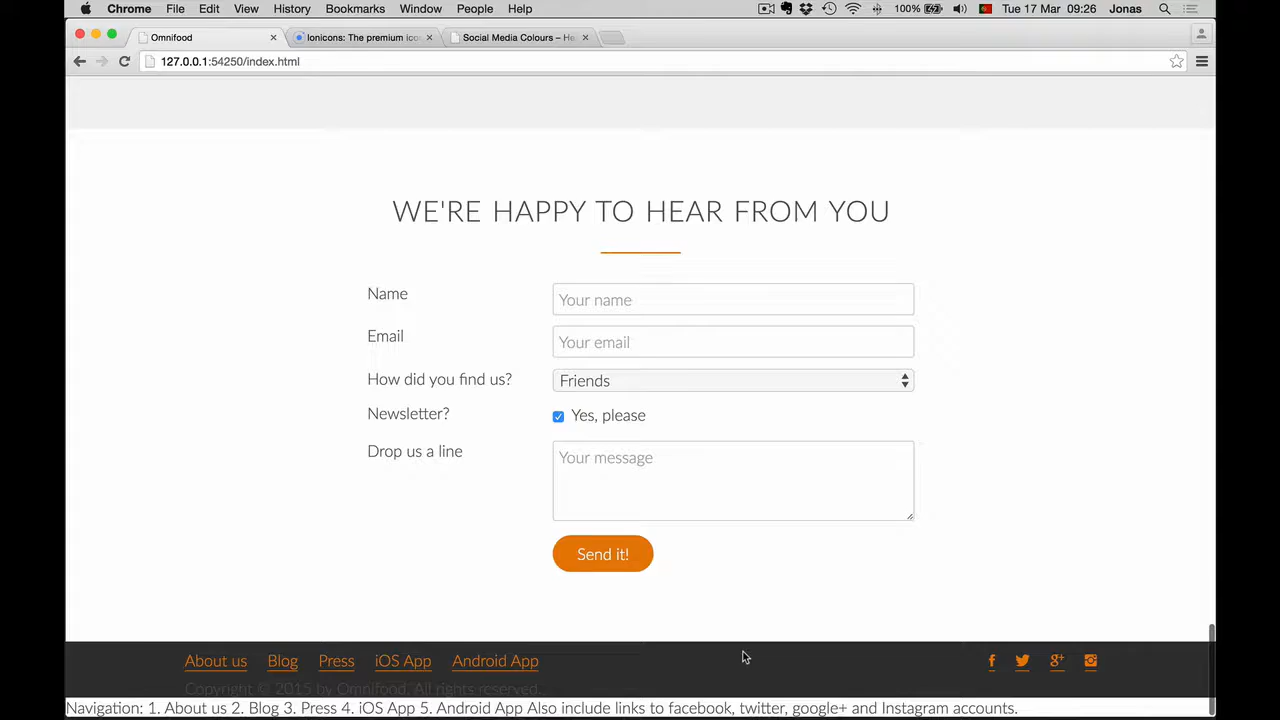 Chrome File Edit View History Bookmarks Window People Help 100% Tue 17 Mar 09:26 Jonas
Omnifood Ionicons: The premium ico Social Media Colours – He
127.0.0.1:54250/index.html
WE'RE HAPPY TO HEAR FROM YOU
Name Your name
Email Your email
How did you find us? Friends
Newsletter? Yes, please
Drop us a line Your message
Send it!
About us Blog Press iOS App Android App
Copyright © 2015 by Omnifood. All rights reserved.
Navigation: 1. About us 2. Blog 3. Press 4. iOS App 5. Android App Also include links to facebook, twitter, google+ and Instagram accounts.